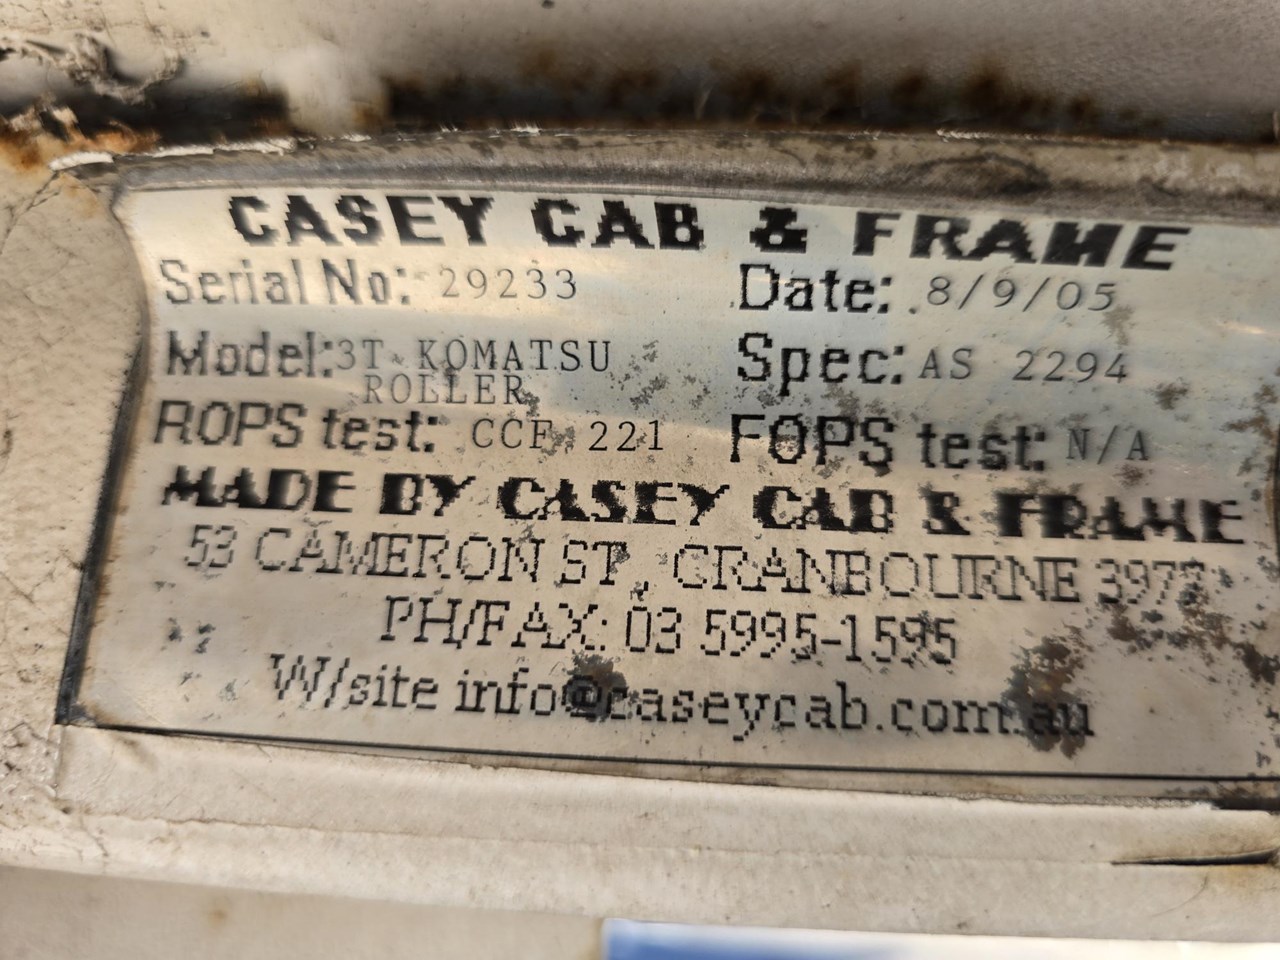 CASEY CAB & FRAME
Serial No: 29233 Date: 8/9/05
Model: 3T KOMATSU ROLLER Spec: AS 2294
ROPS test: CCF 221 FOPS test: N/A
MADE BY CASEY CAB & FRAME
53 CAMERON ST, CRANBOURNE 3977
PH/FAX: 03 5995-1595
W/site info@caseycab.com.au